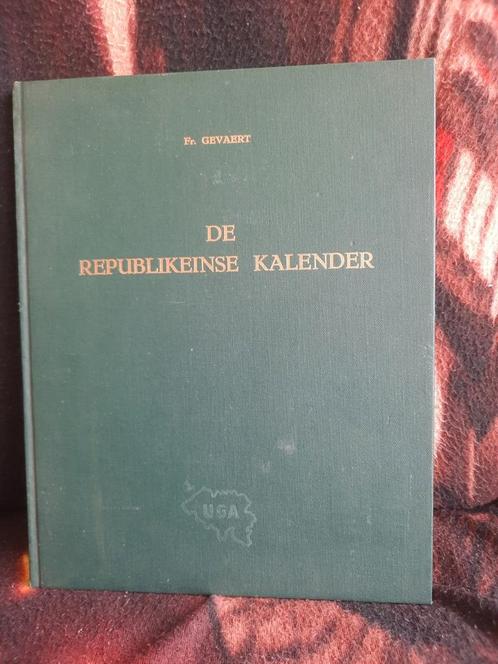 Fr. GEVAERT
DE
REPUBLIKEINSE KALENDER
UGA